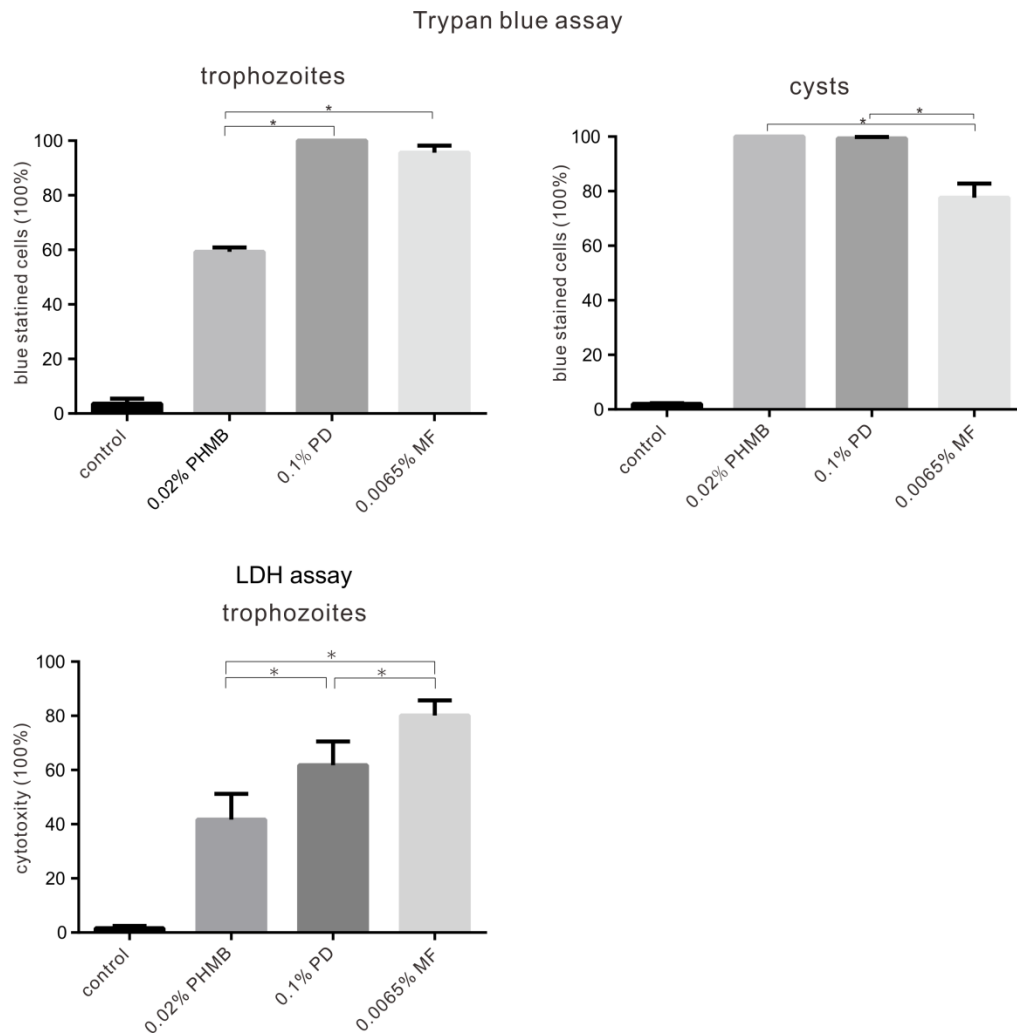 Trypan blue assay
trophozoites
*
*
blue statined cells (100%)
100
80
60
40
20
0
control
0.02% PHMB
0.1% PD
0.0065% MF
cysts
*
*
blue stained cells (100%)
100
80
60
40
20
0
control
0.02% PHMB
0.1% PD
0.0065% MF
LDH assay
trophozoites
*
*
*
cytotoxity (100%)
100
80
60
40
20
0
control
0.02% PHMB
0.1% PD
0.0065% MF